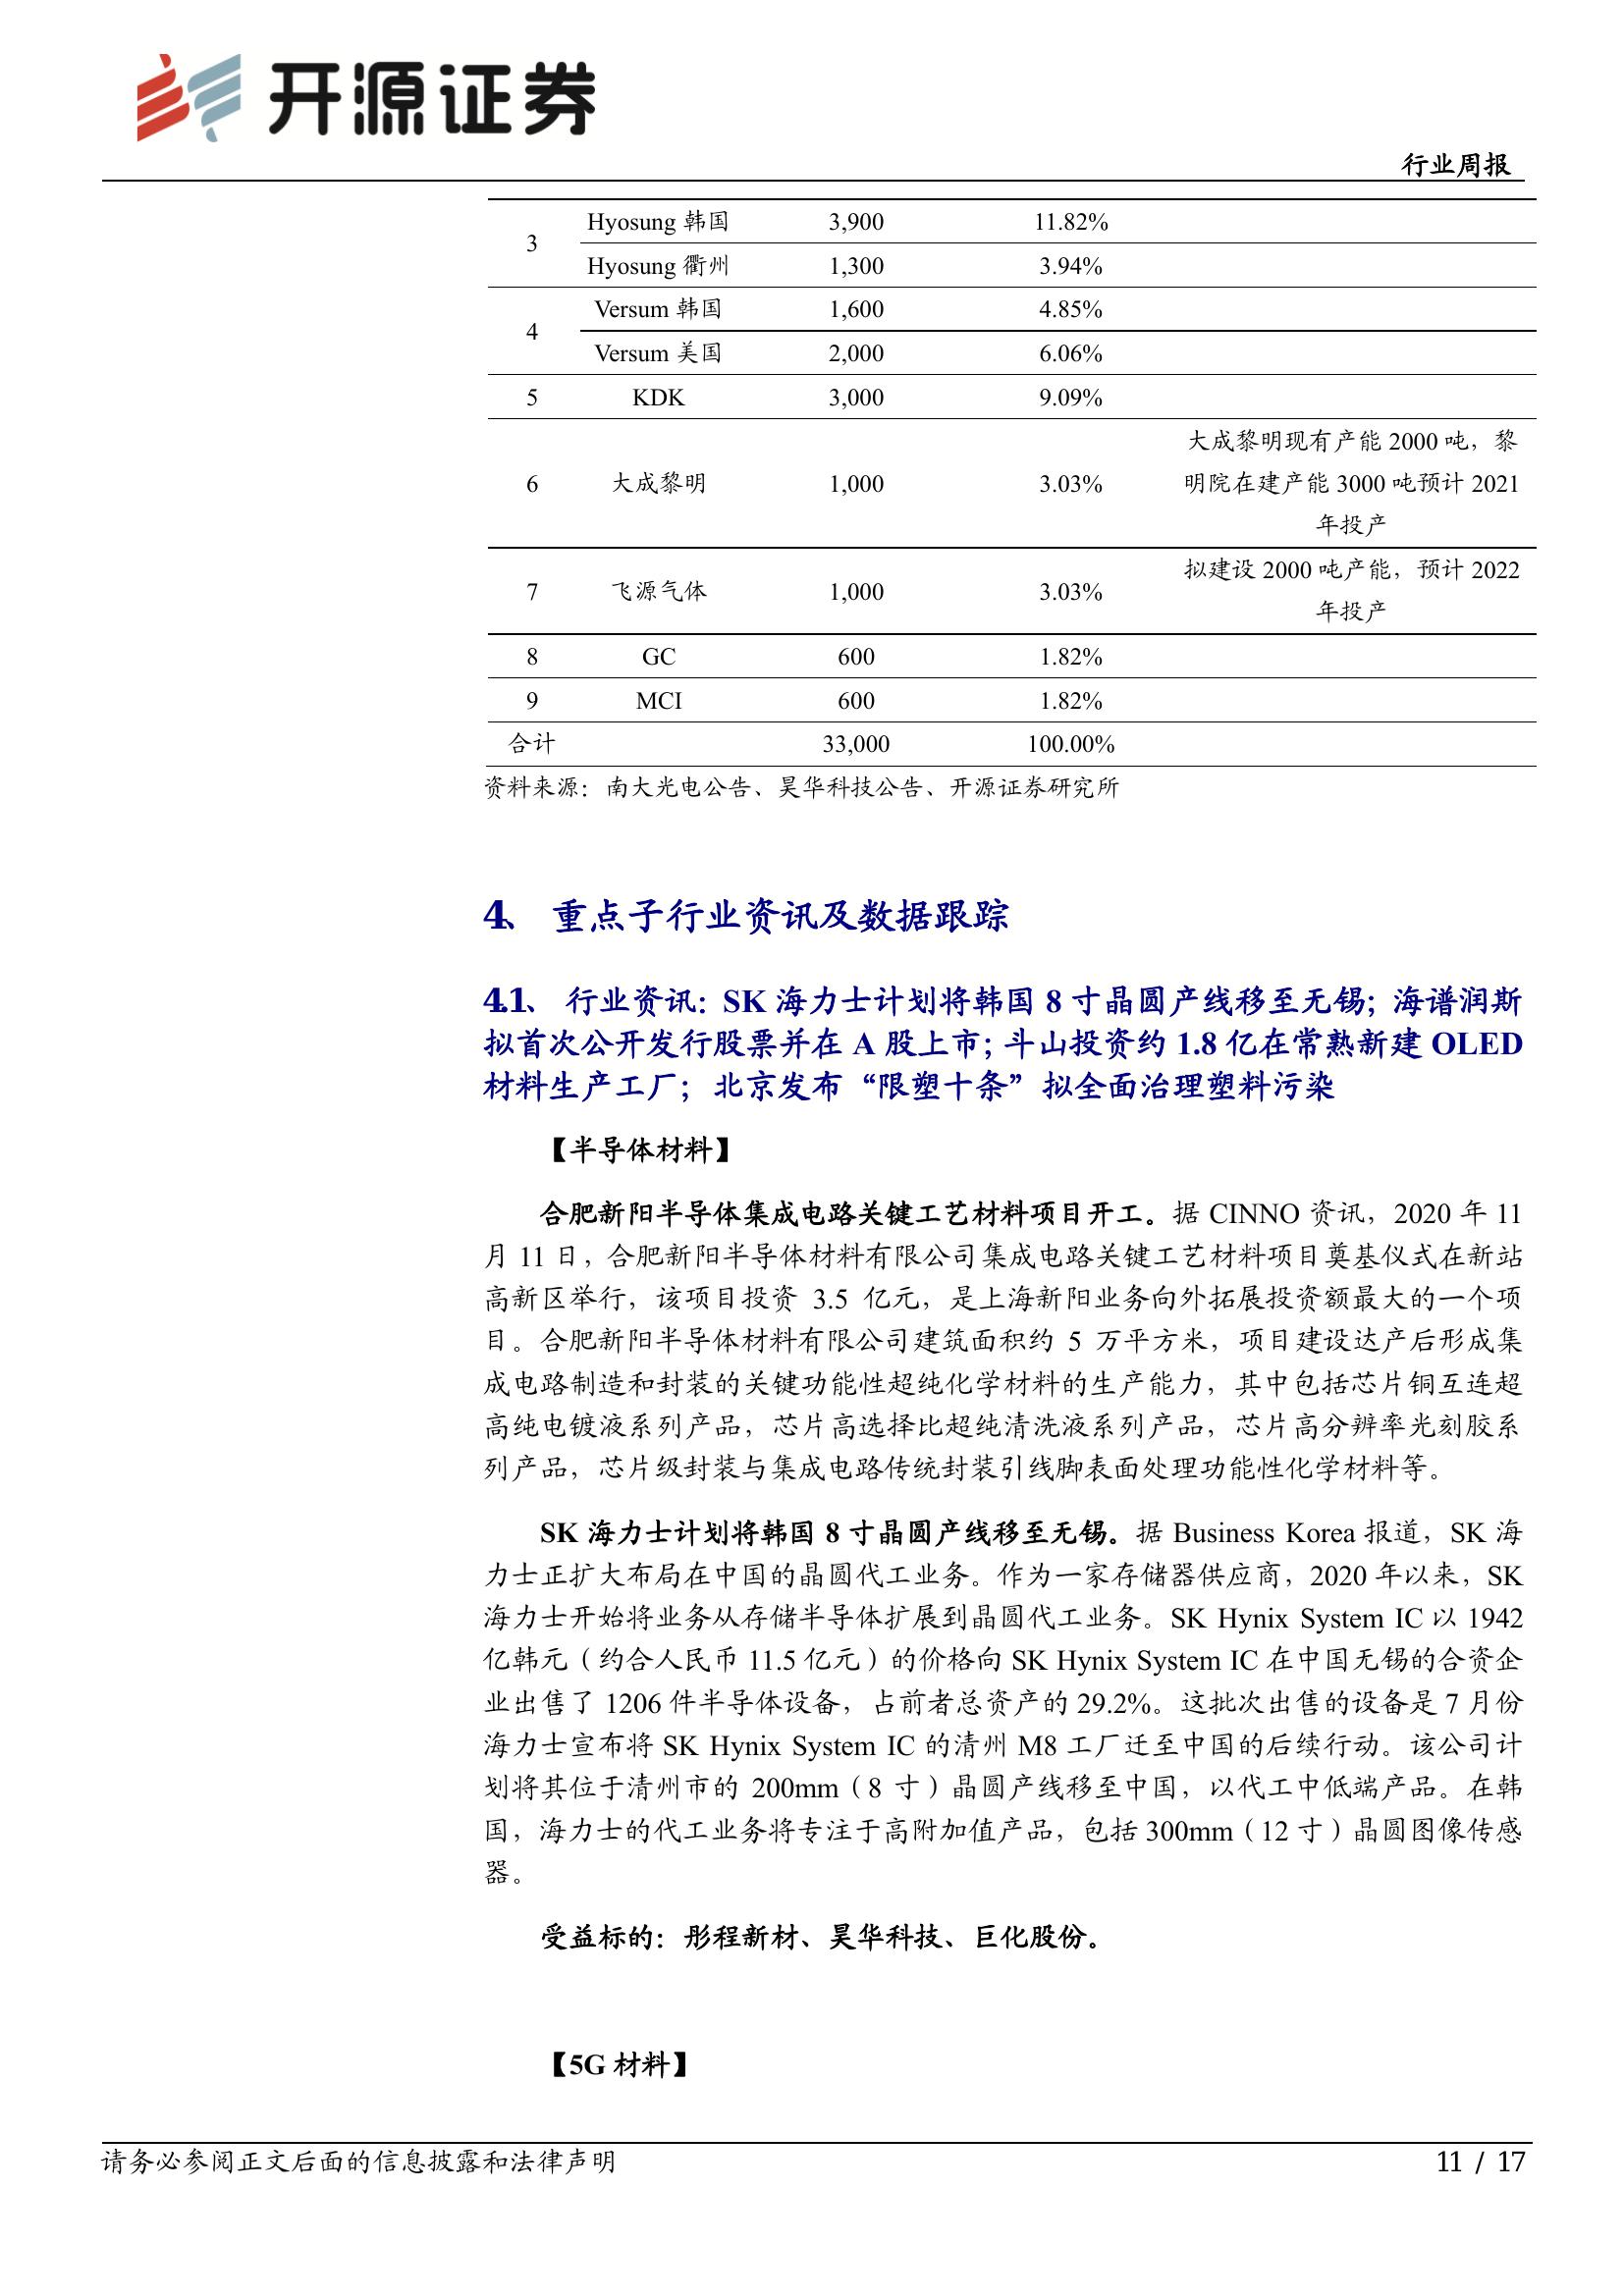 开源证券
行业周报
3 Hyosung 韩国 3,900 11.82%
Hyosung 衢州 1,300 3.94%
4 Versum 韩国 1,600 4.85%
Versum 美国 2,000 6.06%
5 KDK 3,000 9.09%
6 大成黎明 1,000 3.03% 大成黎明现有产能 2000 吨，黎
明院在建产能 3000 吨预计 2021
年投产
7 飞源气体 1,000 3.03% 拟建设 2000 吨产能，预计 2022
年投产
8 GC 600 1.82%
9 MCI 600 1.82%
合计 33,000 100.00%
资料来源：南大光电公告、昊华科技公告、开源证券研究所
4、 重点子行业资讯及数据跟踪
4.1、 行业资讯：SK 海力士计划将韩国 8 寸晶圆产线移至无锡；海谱润斯
拟首次公开发行股票并在 A 股上市；斗山投资约 1.8 亿在常熟新建 OLED
材料生产工厂；北京发布“限塑十条”拟全面治理塑料污染
【半导体材料】
合肥新阳半导体集成电路关键工艺材料项目开工。据 CINNO 资讯，2020 年 11
月 11 日，合肥新阳半导体材料有限公司集成电路关键工艺材料项目奠基仪式在新站
高新区举行，该项目投资 3.5 亿元，是上海新阳业务向外拓展投资额最大的一个项
目。合肥新阳半导体材料有限公司建筑面积约 5 万平方米，项目建设达产后形成集
成电路制造和封装的关键功能性超纯化学材料的生产能力，其中包括芯片铜互连超
高纯电镀液系列产品，芯片高选择比超纯清洗液系列产品，芯片高分辨率光刻胶系
列产品，芯片级封装与集成电路传统封装引线脚表面处理功能性化学材料等。
SK 海力士计划将韩国 8 寸晶圆产线移至无锡。据 Business Korea 报道，SK 海
力士正扩大布局在中国的晶圆代工业务。作为一家存储器供应商，2020 年以来，SK
海力士开始将业务从存储半导体扩展到晶圆代工业务。SK Hynix System IC 以 1942
亿韩元（约合人民币 11.5 亿元）的价格向 SK Hynix System IC 在中国无锡的合资企
业出售了 1206 件半导体设备，占前者总资产的 29.2%。这批次出售的设备是 7 月份
海力士宣布将 SK Hynix System IC 的清州 M8 工厂迁至中国的后续行动。该公司计
划将其位于清州市的 200mm（8 寸）晶圆产线移至中国，以代工中低端产品。在韩
国，海力士的代工业务将专注于高附加值产品，包括 300mm（12 寸）晶圆图像传感
器。
受益标的：彤程新材、昊华科技、巨化股份。
【5G 材料】
请务必参阅正文后面的信息披露和法律声明
11 / 17